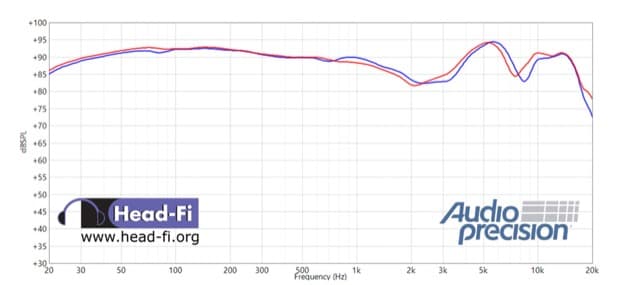 +100
+95
+90
+85
+80
+75
+70
+65
+60
+55
+50
+45
+40
+35
+30
dBSPL
Head-Fi
www.head-fi.org
Audio
precision
20 30 50 100 200 300 500 1k 2k 3k 5k 10k 20k
Frequency (Hz)